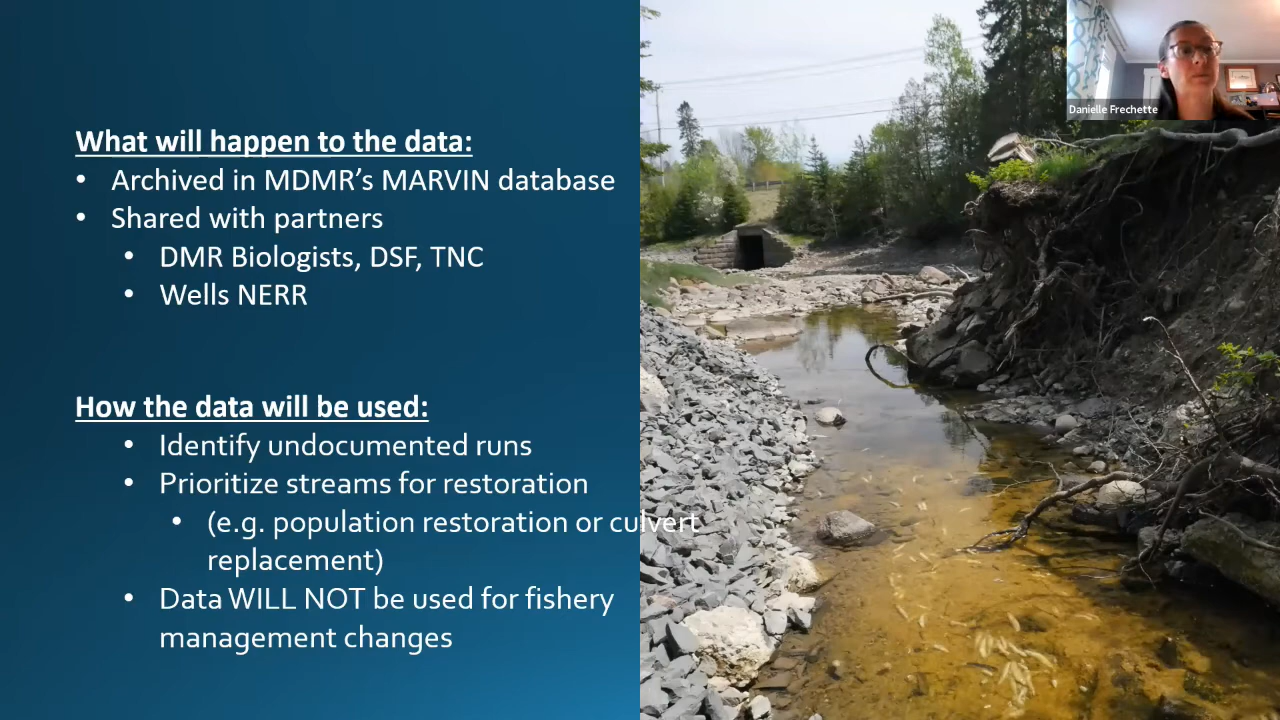 What will happen to the data:
• Archived in MDMR’s MARVIN database
• Shared with partners
• DMR Biologists, DSF, TNC
• Wells NERR
How the data will be used:
• Identify undocumented runs
• Prioritize streams for restoration
• (e.g. population restoration or culvert
replacement)
• Data WILL NOT be used for fishery
management changes
Danielle Frechette